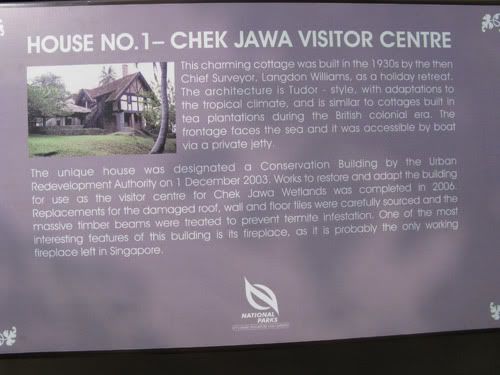 HOUSE NO.1– CHEK JAWA VISITOR CENTRE
This charming cottage was built in the 1930s by the then
Chief Surveyor, Langdon Williams, as a holiday retreat.
The architecture is Tudor - style, with adaptations to
the tropical climate, and is similar to cottages built in
tea plantations during the British colonial era. The
frontage faces the sea and it was accessible by boat
via a private jetty.
The unique house was designated a Conservation Building by the Urban
Redevelopment Authority on 1 December 2003. Works to restore and adapt the building
for use as the visitor centre for Chek Jawa Wetlands was completed in 2006.
Replacements for the damaged roof, wall and floor tiles were carefully sourced and the
massive timber beams were treated to prevent termite infestation. One of the most
interesting features of this building is its fireplace, as it is probably the only working
fireplace left in Singapore.
NATIONAL
PARKS